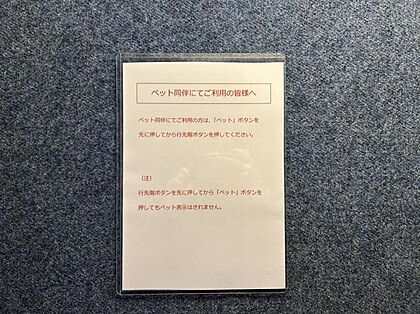 ペット同伴にてご利用の皆様へ
ペット同伴にてご利用の方は、「ペット」ボタンを
先に押してから行先階ボタンを押してください。
（注）
行先階ボタンを先に押してから「ペット」ボタンを
押してもペット表示はされません。